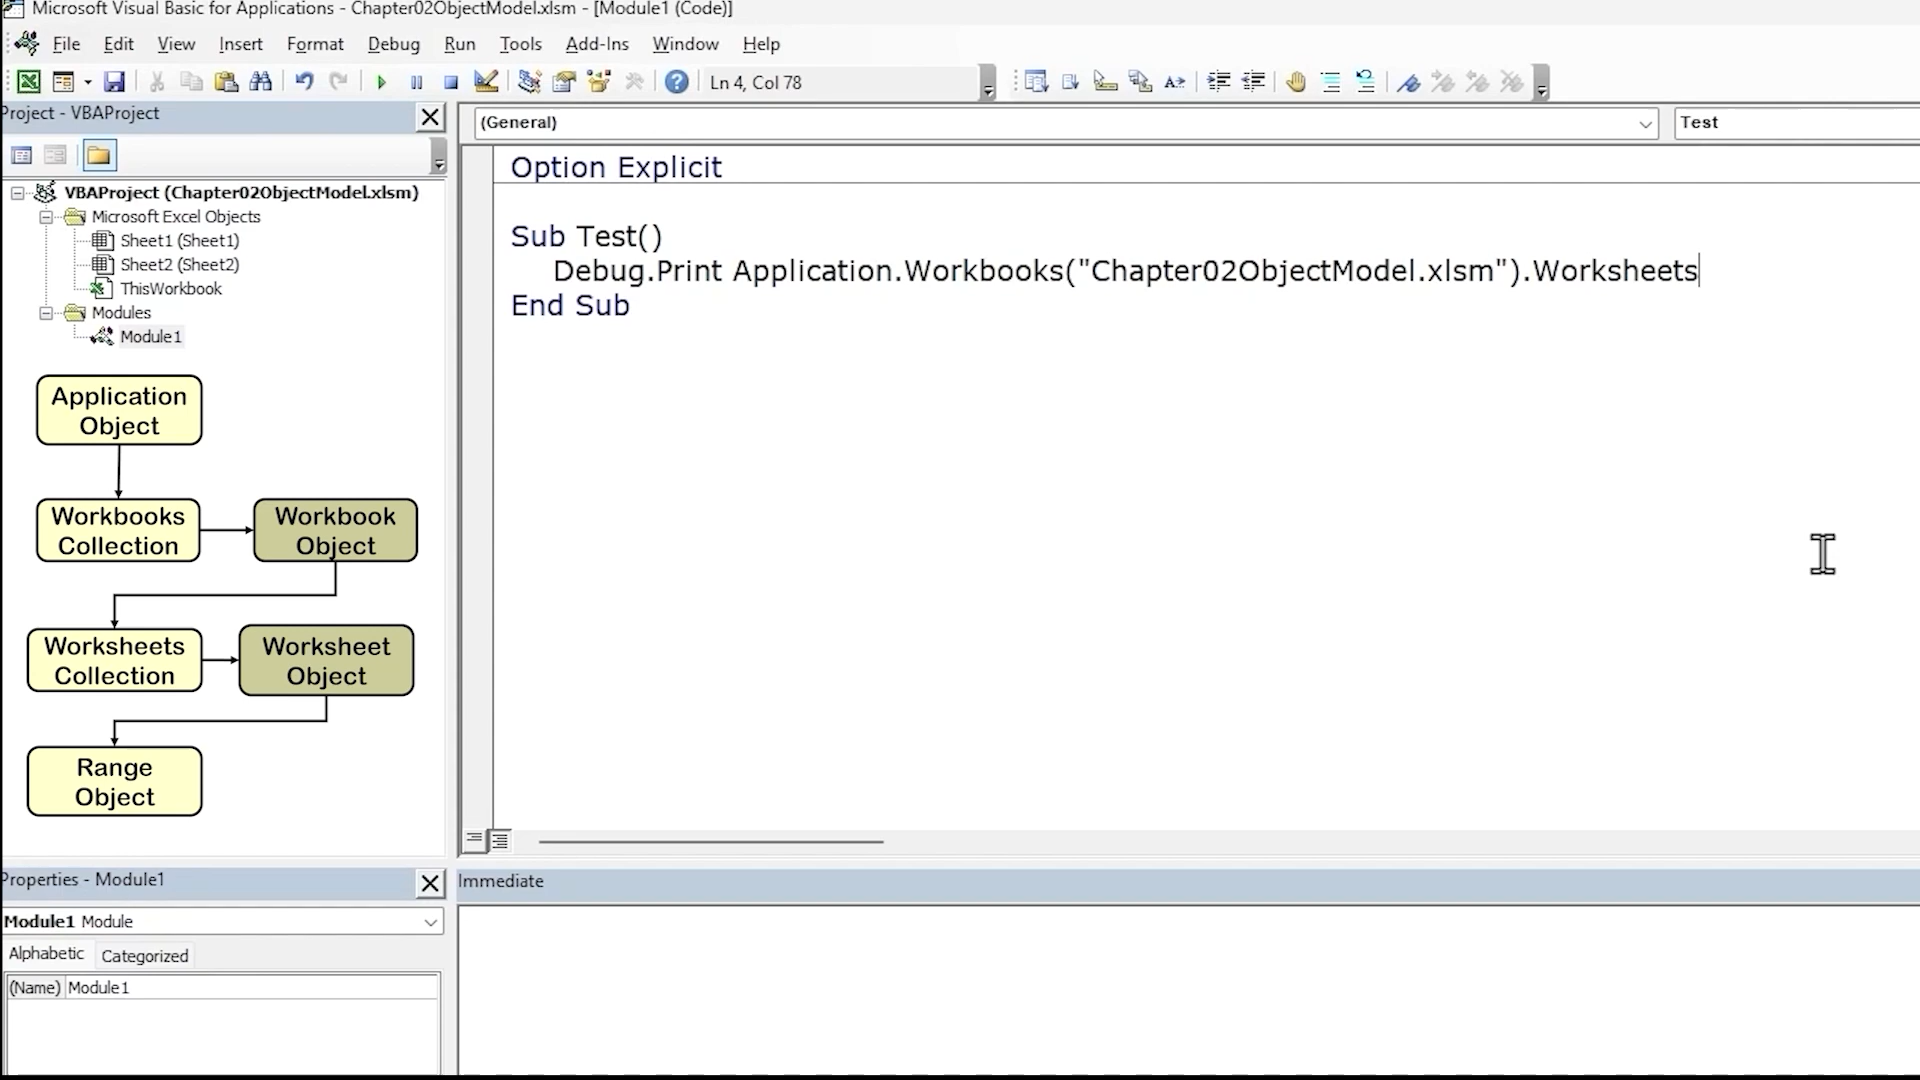 Microsoft Visual Basic for Applications - Chapter02ObjectModel.xlsm - [Module1 (Code)]
File Edit View Insert Format Debug Run Tools Add-Ins Window Help
Ln 4, Col 78
Project - VBAProject
(General)
Test
VBAProject (Chapter02ObjectModel.xlsm)
Microsoft Excel Objects
Sheet1 (Sheet1)
Sheet2 (Sheet2)
ThisWorkbook
Modules
Module1
Option Explicit
Sub Test()
Debug.Print Application.Workbooks("Chapter02ObjectModel.xlsm").Worksheets
End Sub
Application
Object
Workbooks
Collection
Workbook
Object
Worksheets
Collection
Worksheet
Object
Range
Object
Properties - Module1
Module1 Module
Alphabetic Categorized
(Name) Module1
Immediate